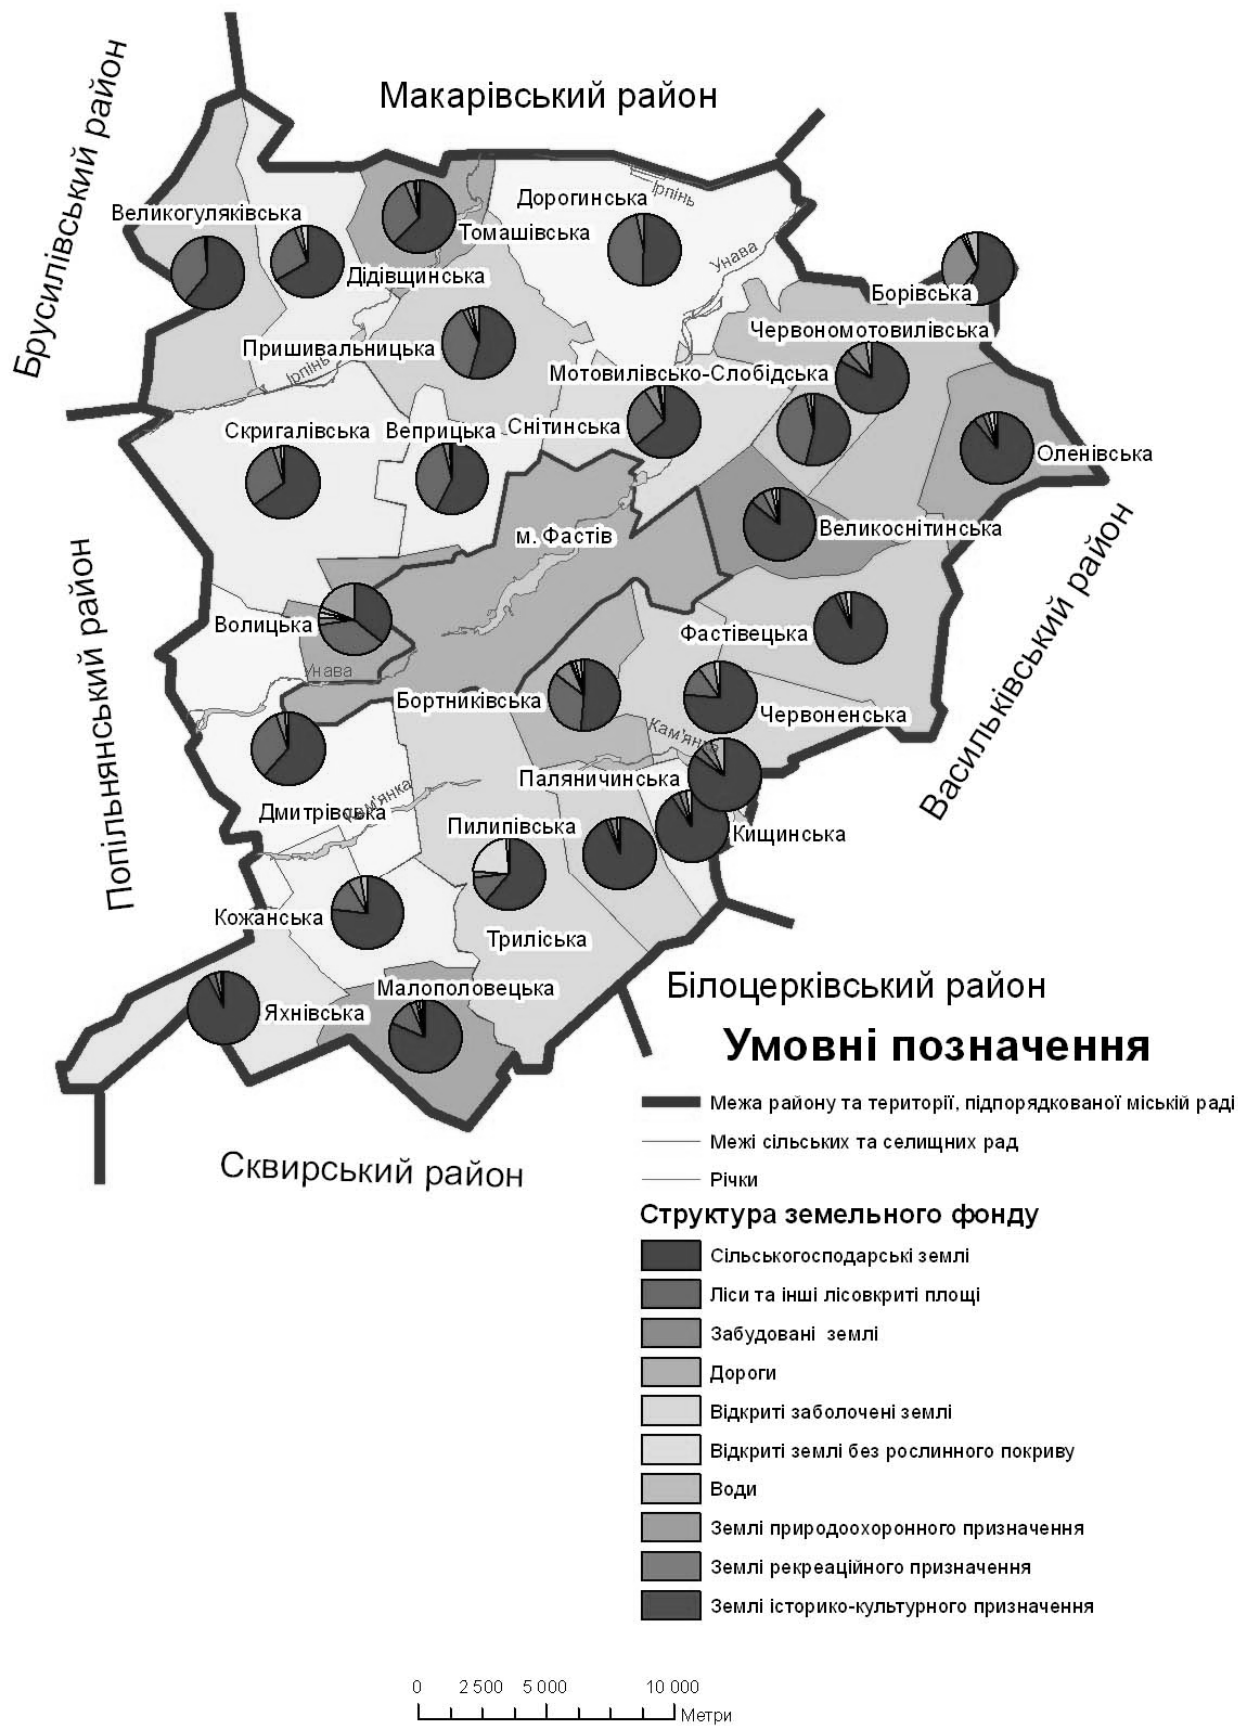 Макарівський район
Брусилівський район
Ірпінь
Дорогинська
Великогуляківська
Томашівська
Унава
Дідівщинська
Борівська
Червономотовилівська
Пришивальницька
Ірпінь
Мотовилівсько-Слобідська
Снітинська
Скригалівська
Веприцька
Оленівська
Великоснітинська
м. Фастів
Попільнянський район
Васильківський район
Волицька
Фастівецька
Унава
Бортниківська
Червоненська
Кам'янка
Паляничинська
Кам'янка
Дмитрівська
Пилипівська
Кищинська
Кожанська
Триліська
Малополовецька
Яхнівська
Білоцерківський район
Сквирський район
Умовні позначення
Межа району та території, підпорядкованої міській раді
Межі сільських та селищних рад
Річки
Структура земельного фонду
Сільськогосподарські землі
Ліси та інші лісовкриті площі
Забудовані землі
Дороги
Відкриті заболочені землі
Відкриті землі без рослинного покриву
Води
Землі природоохоронного призначення
Землі рекреаційного призначення
Землі історико-культурного призначення
0 2 500 5 000 10 000
Метри